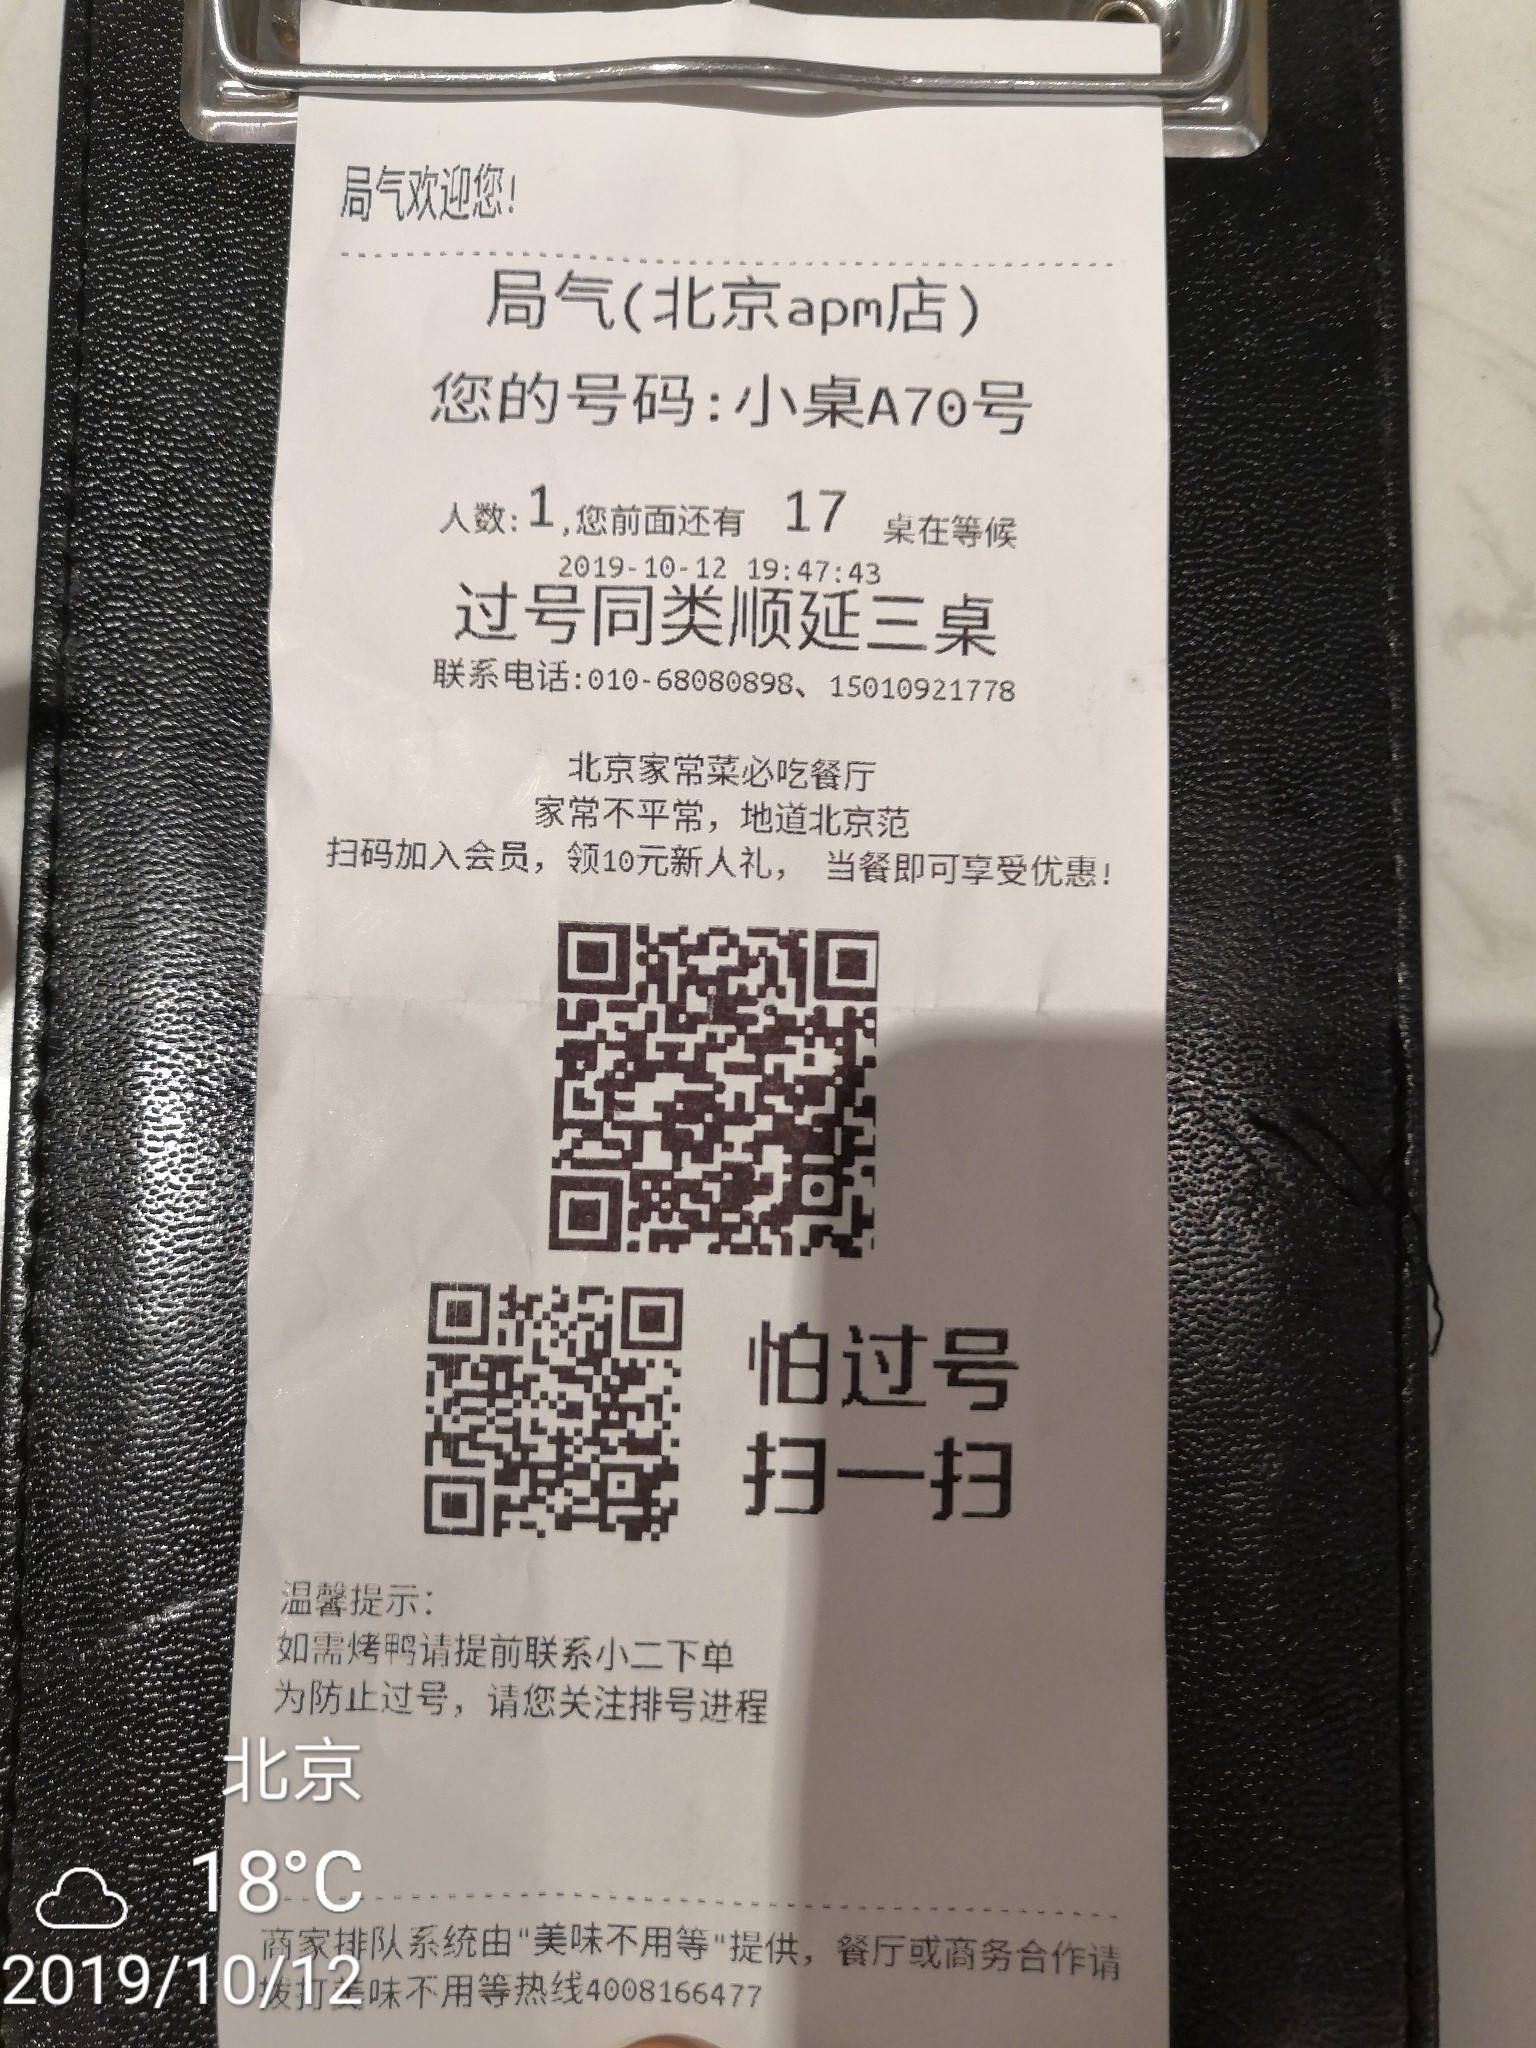 局气欢迎您!
局气(北京apm店)
您的号码:小桌A70号
人数:1,您前面还有 17 桌在等候
2019-10-12 19:47:43
过号同类顺延三桌
联系电话:010-68080898、15010921778
北京家常菜必吃餐厅
家常不平常，地道北京范
扫码加入会员，领10元新人礼， 当餐即可享受优惠!
怕过号
扫一扫
温馨提示:
如需烤鸭请提前联系小二下单
为防止过号，请您关注排号进程
北京
18°C
2019/10/12
商家排队系统由"美味不用等"提供，餐厅或商务合作请
拨打美味不用等热线4008166477